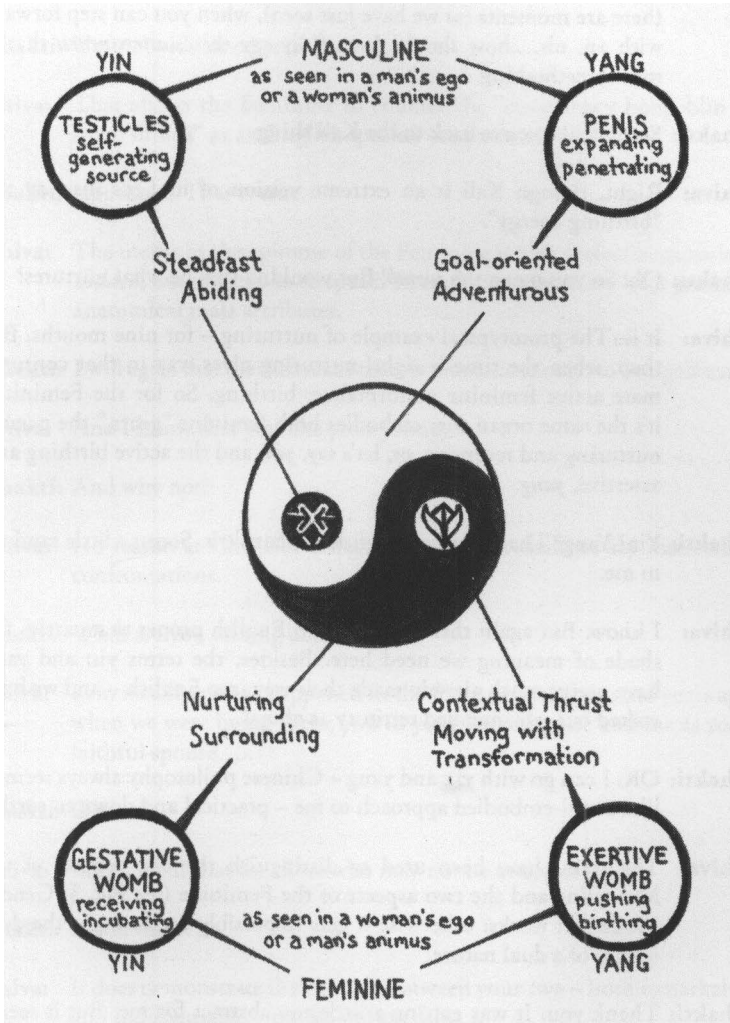 MASCULINE
as seen in a man's ego
or a woman's animus
YIN
YANG
TESTICLES
self-
generating
source
PENIS
expanding
penetrating
Steadfast
Abiding
Goal-oriented
Adventurous
Nurturing
Surrounding
Contextual Thrust
Moving with
Transformation
GESTATIVE
WOMB
receiving
incubating
EXERTIVE
WOMB
pushing
birthing
YIN
YANG
as seen in a woman's ego
or a man's animus
FEMININE